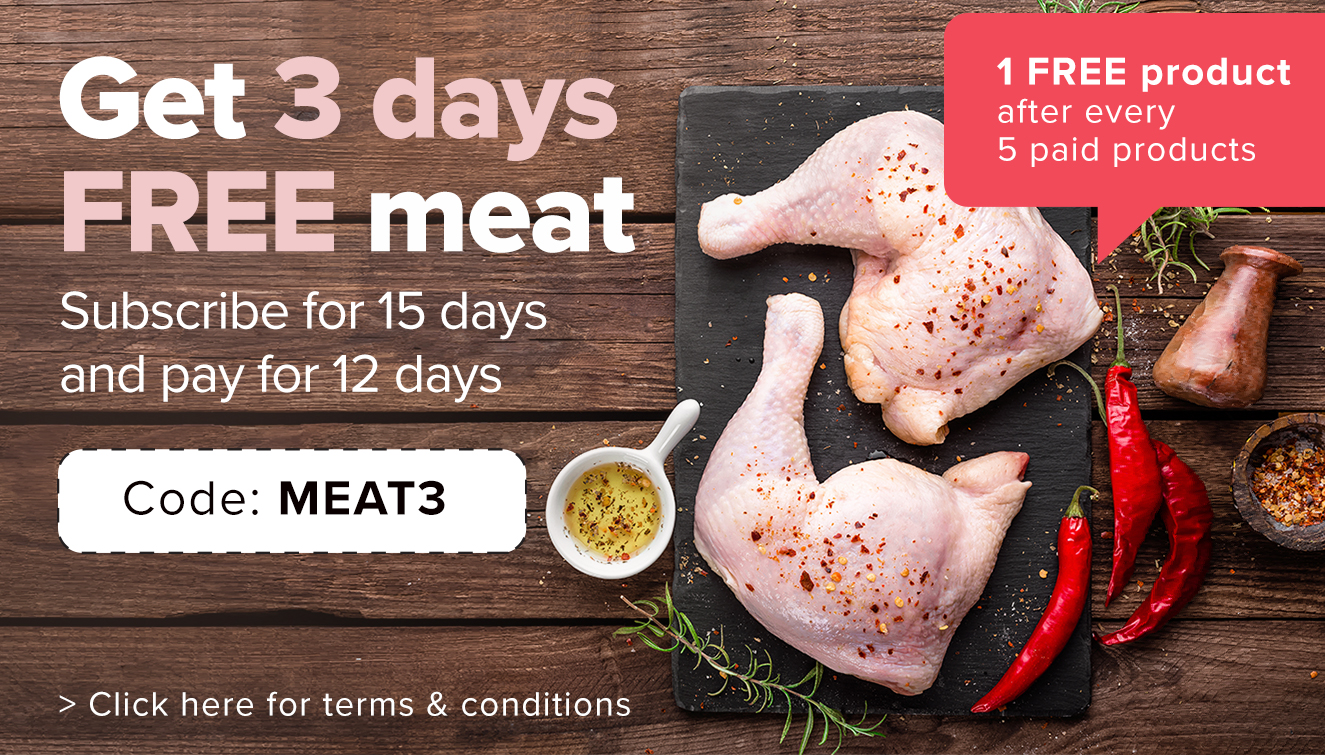 Get 3 days
FREE meat
Subscribe for 15 days
and pay for 12 days
Code: MEAT3
> Click here for terms & conditions
1 FREE product
after every
5 paid products